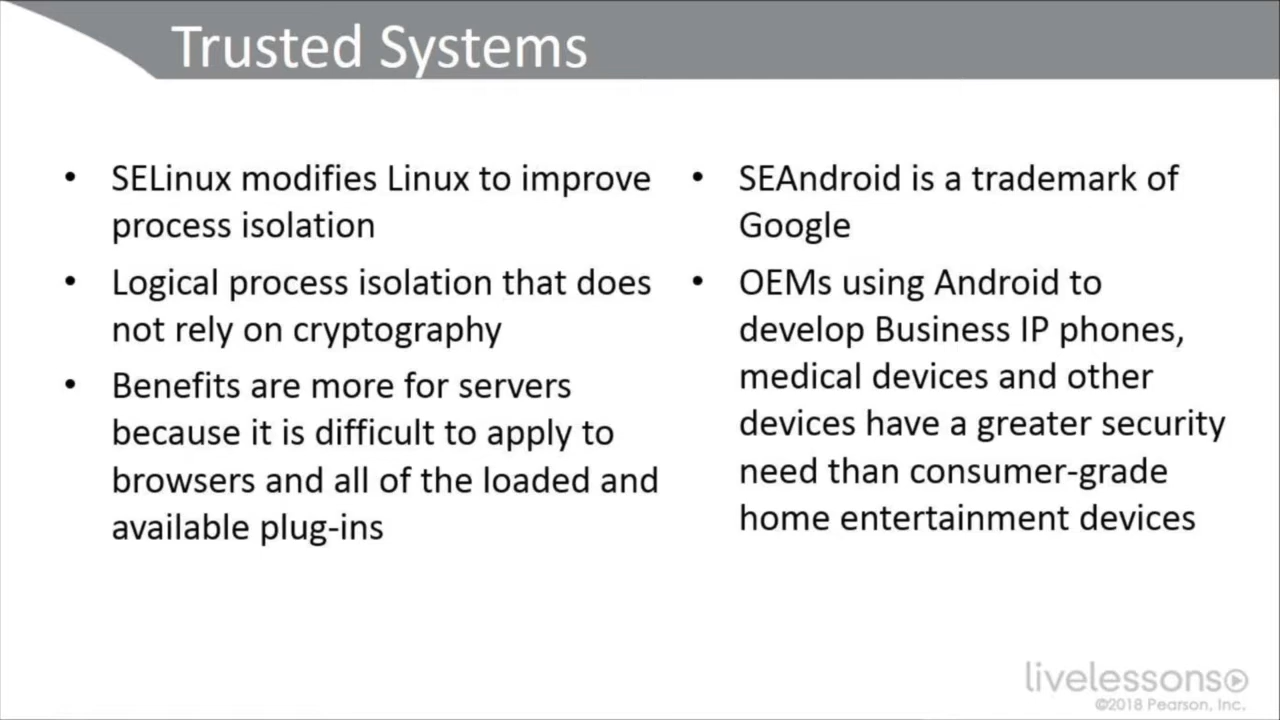 Trusted Systems
• SELinux modifies Linux to improve
process isolation
• Logical process isolation that does
not rely on cryptography
• Benefits are more for servers
because it is difficult to apply to
browsers and all of the loaded and
available plug-ins
• SEAndroid is a trademark of
Google
• OEMs using Android to
develop Business IP phones,
medical devices and other
devices have a greater security
need than consumer-grade
home entertainment devices
livelessons
©2018 Pearson, Inc.